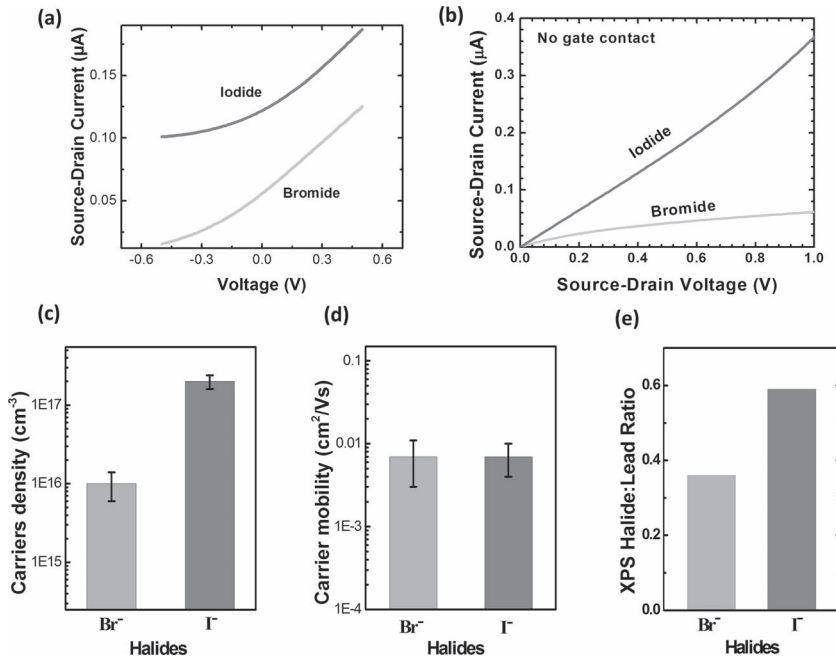 (a)
Source-Drain Current (μA)
0.15
0.10
0.05
Iodide
Bromide
-0.6
-0.3
0.0
0.3
0.6
Voltage (V)
(b)
Source-Drain Current (μA)
0.4
0.3
0.2
0.1
0.0
No gate contact
Iodide
Bromide
0.0
0.2
0.4
0.6
0.8
1.0
Source-Drain Voltage (V)
(c)
Carriers density (cm⁻³)
1E17
1E16
1E15
Br⁻
I⁻
Halides
(d)
Carrier mobility (cm²/Vs)
0.1
0.01
1E-3
1E-4
Br⁻
I⁻
Halides
(e)
XPS Halide:Lead Ratio
0.6
0.4
0.2
0.0
Br⁻
I⁻
Halides